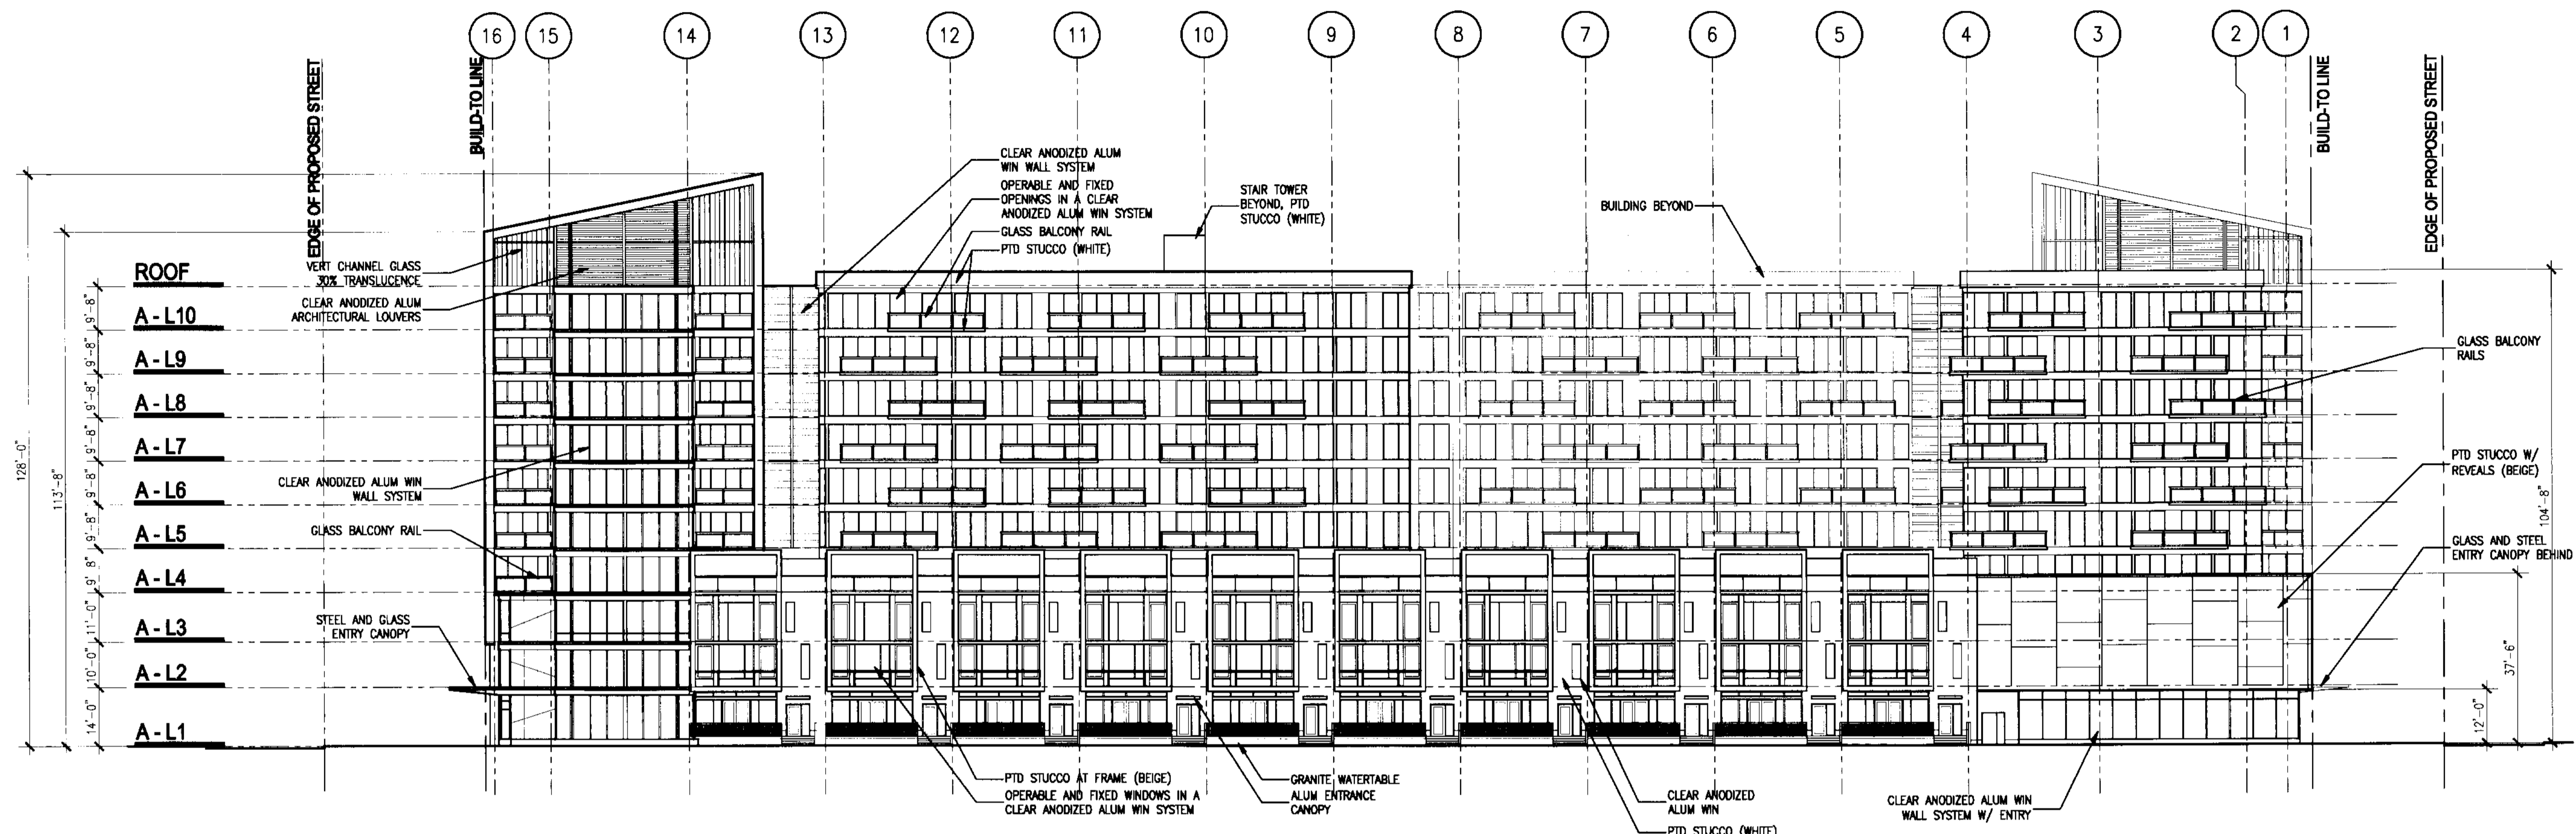 16
15
14
13
12
11
10
9
8
7
6
5
4
3
2
1
EDGE OF PROPOSED STREET
BUILD-TO LINE
BUILD-TO LINE
EDGE OF PROPOSED STREET
CLEAR ANODIZED ALUM
WIN WALL SYSTEM
OPERABLE AND FIXED
OPENINGS IN A CLEAR
ANODIZED ALUM WIN SYSTEM
GLASS BALCONY RAIL
PTD STUCCO (WHITE)
STAIR TOWER
BEYOND, PTD
STUCCO (WHITE)
BUILDING BEYOND
VERT CHANNEL GLASS
30% TRANSLUCENCE
CLEAR ANODIZED ALUM
ARCHITECTURAL LOUVERS
CLEAR ANODIZED ALUM WIN
WALL SYSTEM
GLASS BALCONY RAIL
STEEL AND GLASS
ENTRY CANOPY
ROOF
A - L10
A - L9
A - L8
A - L7
A - L6
A - L5
A - L4
A - L3
A - L2
A - L1
128'-0"
113'-8"
9'-8"
9'-8"
9'-8"
9'-8"
9'-8"
9'-8"
9' 8"
11'-0"
10'-0"
14'-0"
GLASS BALCONY
RAILS
PTD STUCCO W/
REVEALS (BEIGE)
GLASS AND STEEL
ENTRY CANOPY BEHIND
104'-8"
37'-6"
12'-0"
PTD STUCCO AT FRAME (BEIGE)
OPERABLE AND FIXED WINDOWS IN A
CLEAR ANODIZED ALUM WIN SYSTEM
GRANITE WATERTABLE
ALUM ENTRANCE
CANOPY
CLEAR ANODIZED
ALUM WIN
PTD STUCCO (WHITE)
CLEAR ANODIZED ALUM WIN
WALL SYSTEM W/ ENTRY